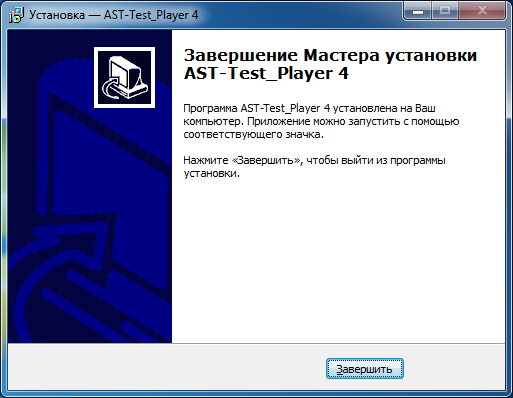 Установка — AST-Test_Player 4
Завершение Мастера установки
AST-Test_Player 4
Программа AST-Test_Player 4 установлена на Ваш
компьютер. Приложение можно запустить с помощью
соответствующего значка.
Нажмите «Завершить», чтобы выйти из программы
установки.
Завершить